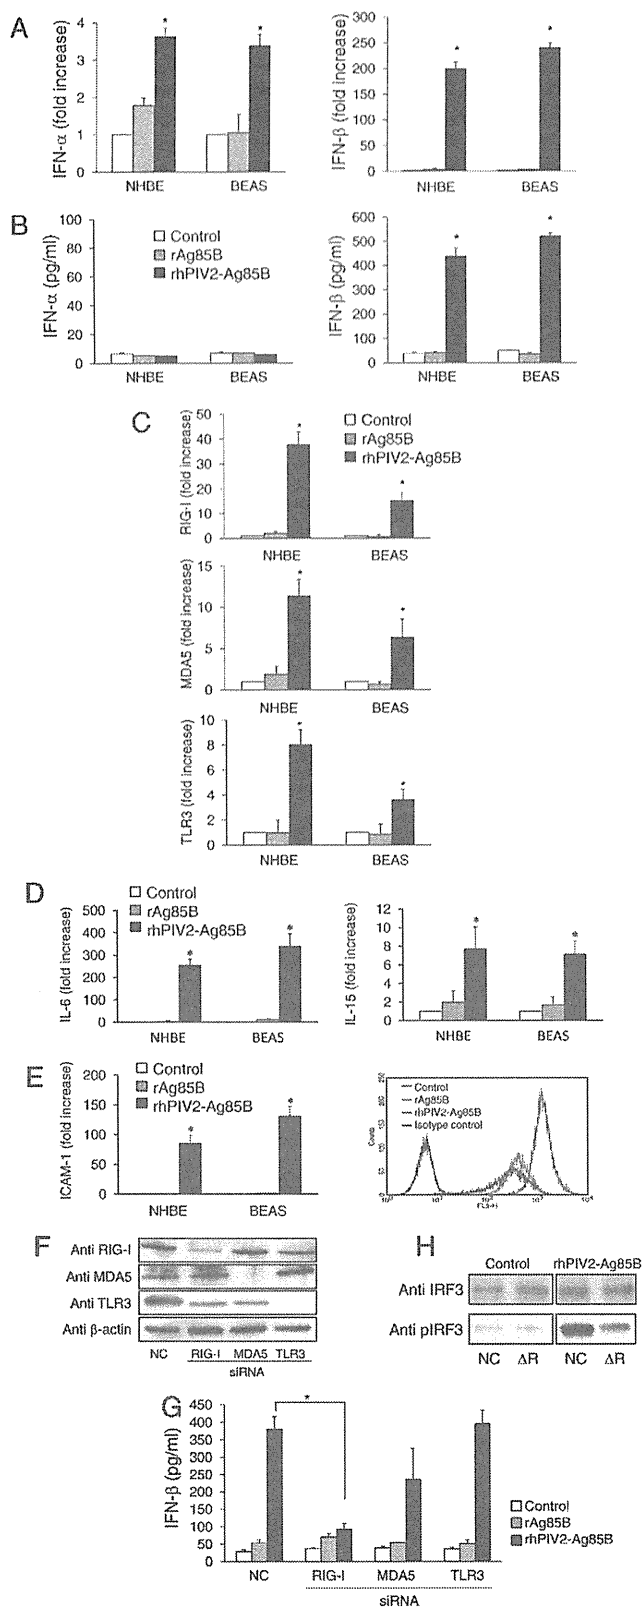 A
IFN-α (fold increase)
4
3
2
1
0
*
*
NHBE
BEAS
IFN-β (fold increase)
300
250
200
150
100
50
0
*
*
NHBE
BEAS
B
IFN-α (pg/ml)
100
80
60
40
20
0
Control
rAg85B
rhPIV2-Ag85B
NHBE
BEAS
IFN-β (pg/ml)
600
500
400
300
200
100
0
*
*
NHBE
BEAS
C
RIG-I (fold increase)
50
40
30
20
10
0
*
*
Control
rAg85B
rhPIV2-Ag85B
NHBE
BEAS
MDA5 (fold increase)
15
10
5
0
*
*
NHBE
BEAS
TLR3 (fold increase)
10
8
6
4
2
0
*
*
NHBE
BEAS
D
IL-6 (fold increase)
500
400
300
200
100
0
Control
rAg85B
rhPIV2-Ag85B
*
*
NHBE
BEAS
IL-15 (fold increase)
12
10
8
6
4
2
0
*
*
NHBE
BEAS
E
ICAM-1 (fold increase)
200
150
100
50
0
Control
rAg85B
rhPIV2-Ag85B
*
*
NHBE
BEAS
Counts
Control
rAg85B
rhPIV2-Ag85B
Isotype control
F
Anti RIG-I
Anti MDA5
Anti TLR3
Anti β-actin
NC RIG-I MDA5 TLR3
siRNA
H
Control rhPIV2-Ag85B
Anti IRF3
Anti pIRF3
NC ΔR NC ΔR
G
IFN-β (pg/ml)
450
400
350
300
250
200
150
100
50
0
*
Control
rAg85B
rhPIV2-Ag85B
NC RIG-I MDA5 TLR3
siRNA